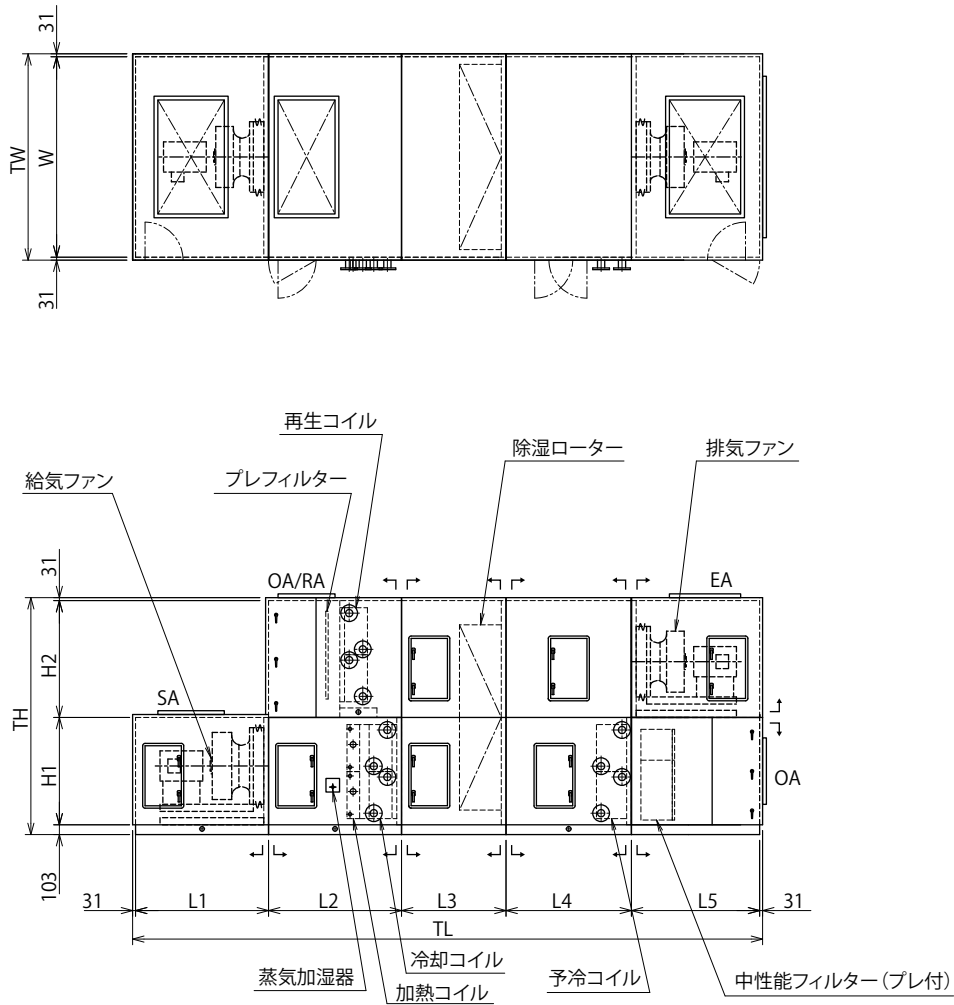 31
TW
W
31
再生コイル
除湿ローター
排気ファン
給気ファン
プレフィルター
31
OA/RA
EA
H2
TH
SA
H1
OA
103
31
L1
L2
L3
L4
L5
31
TL
蒸気加湿器
冷却コイル
加熱コイル
予冷コイル
中性能フィルター(プレ付)